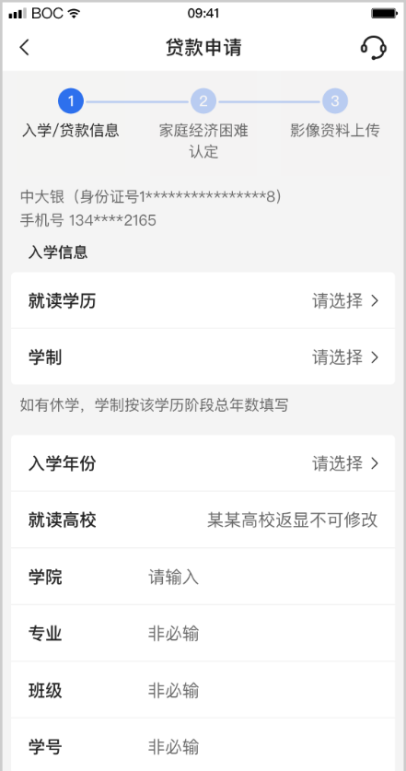 BOC 09:41
贷款申请
1 2 3
入学/贷款信息 家庭经济困难 影像资料上传
认定
中大银（身份证号1****************8）
手机号 134****2165
入学信息
就读学历 请选择
学制 请选择
如有休学，学制按该学历阶段总年数填写
入学年份 请选择
就读高校 某某高校返显不可修改
学院 请输入
专业 非必输
班级 非必输
学号 非必输